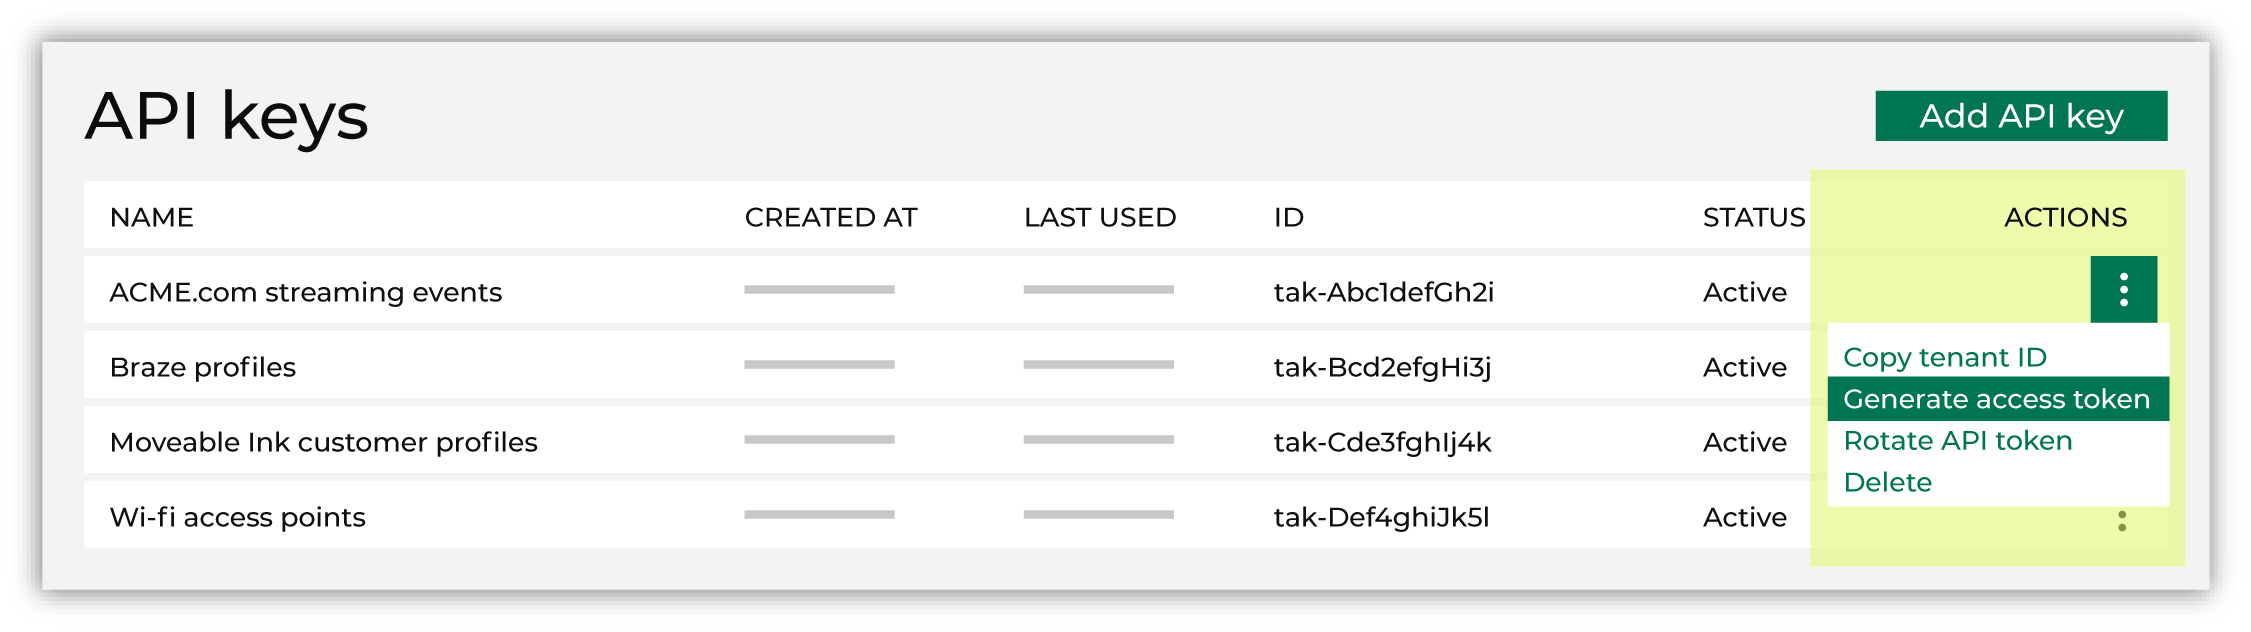 API keys
Add API key
NAME CREATED AT LAST USED ID STATUS ACTIONS
ACME.com streaming events tak-Abc1defGh2i Active
Braze profiles tak-Bcd2efgHi3j Active
Copy tenant ID
Generate access token
Moveable Ink customer profiles tak-Cde3fghIj4k Active
Rotate API token
Delete
Wi-fi access points tak-Def4ghiJk5l Active